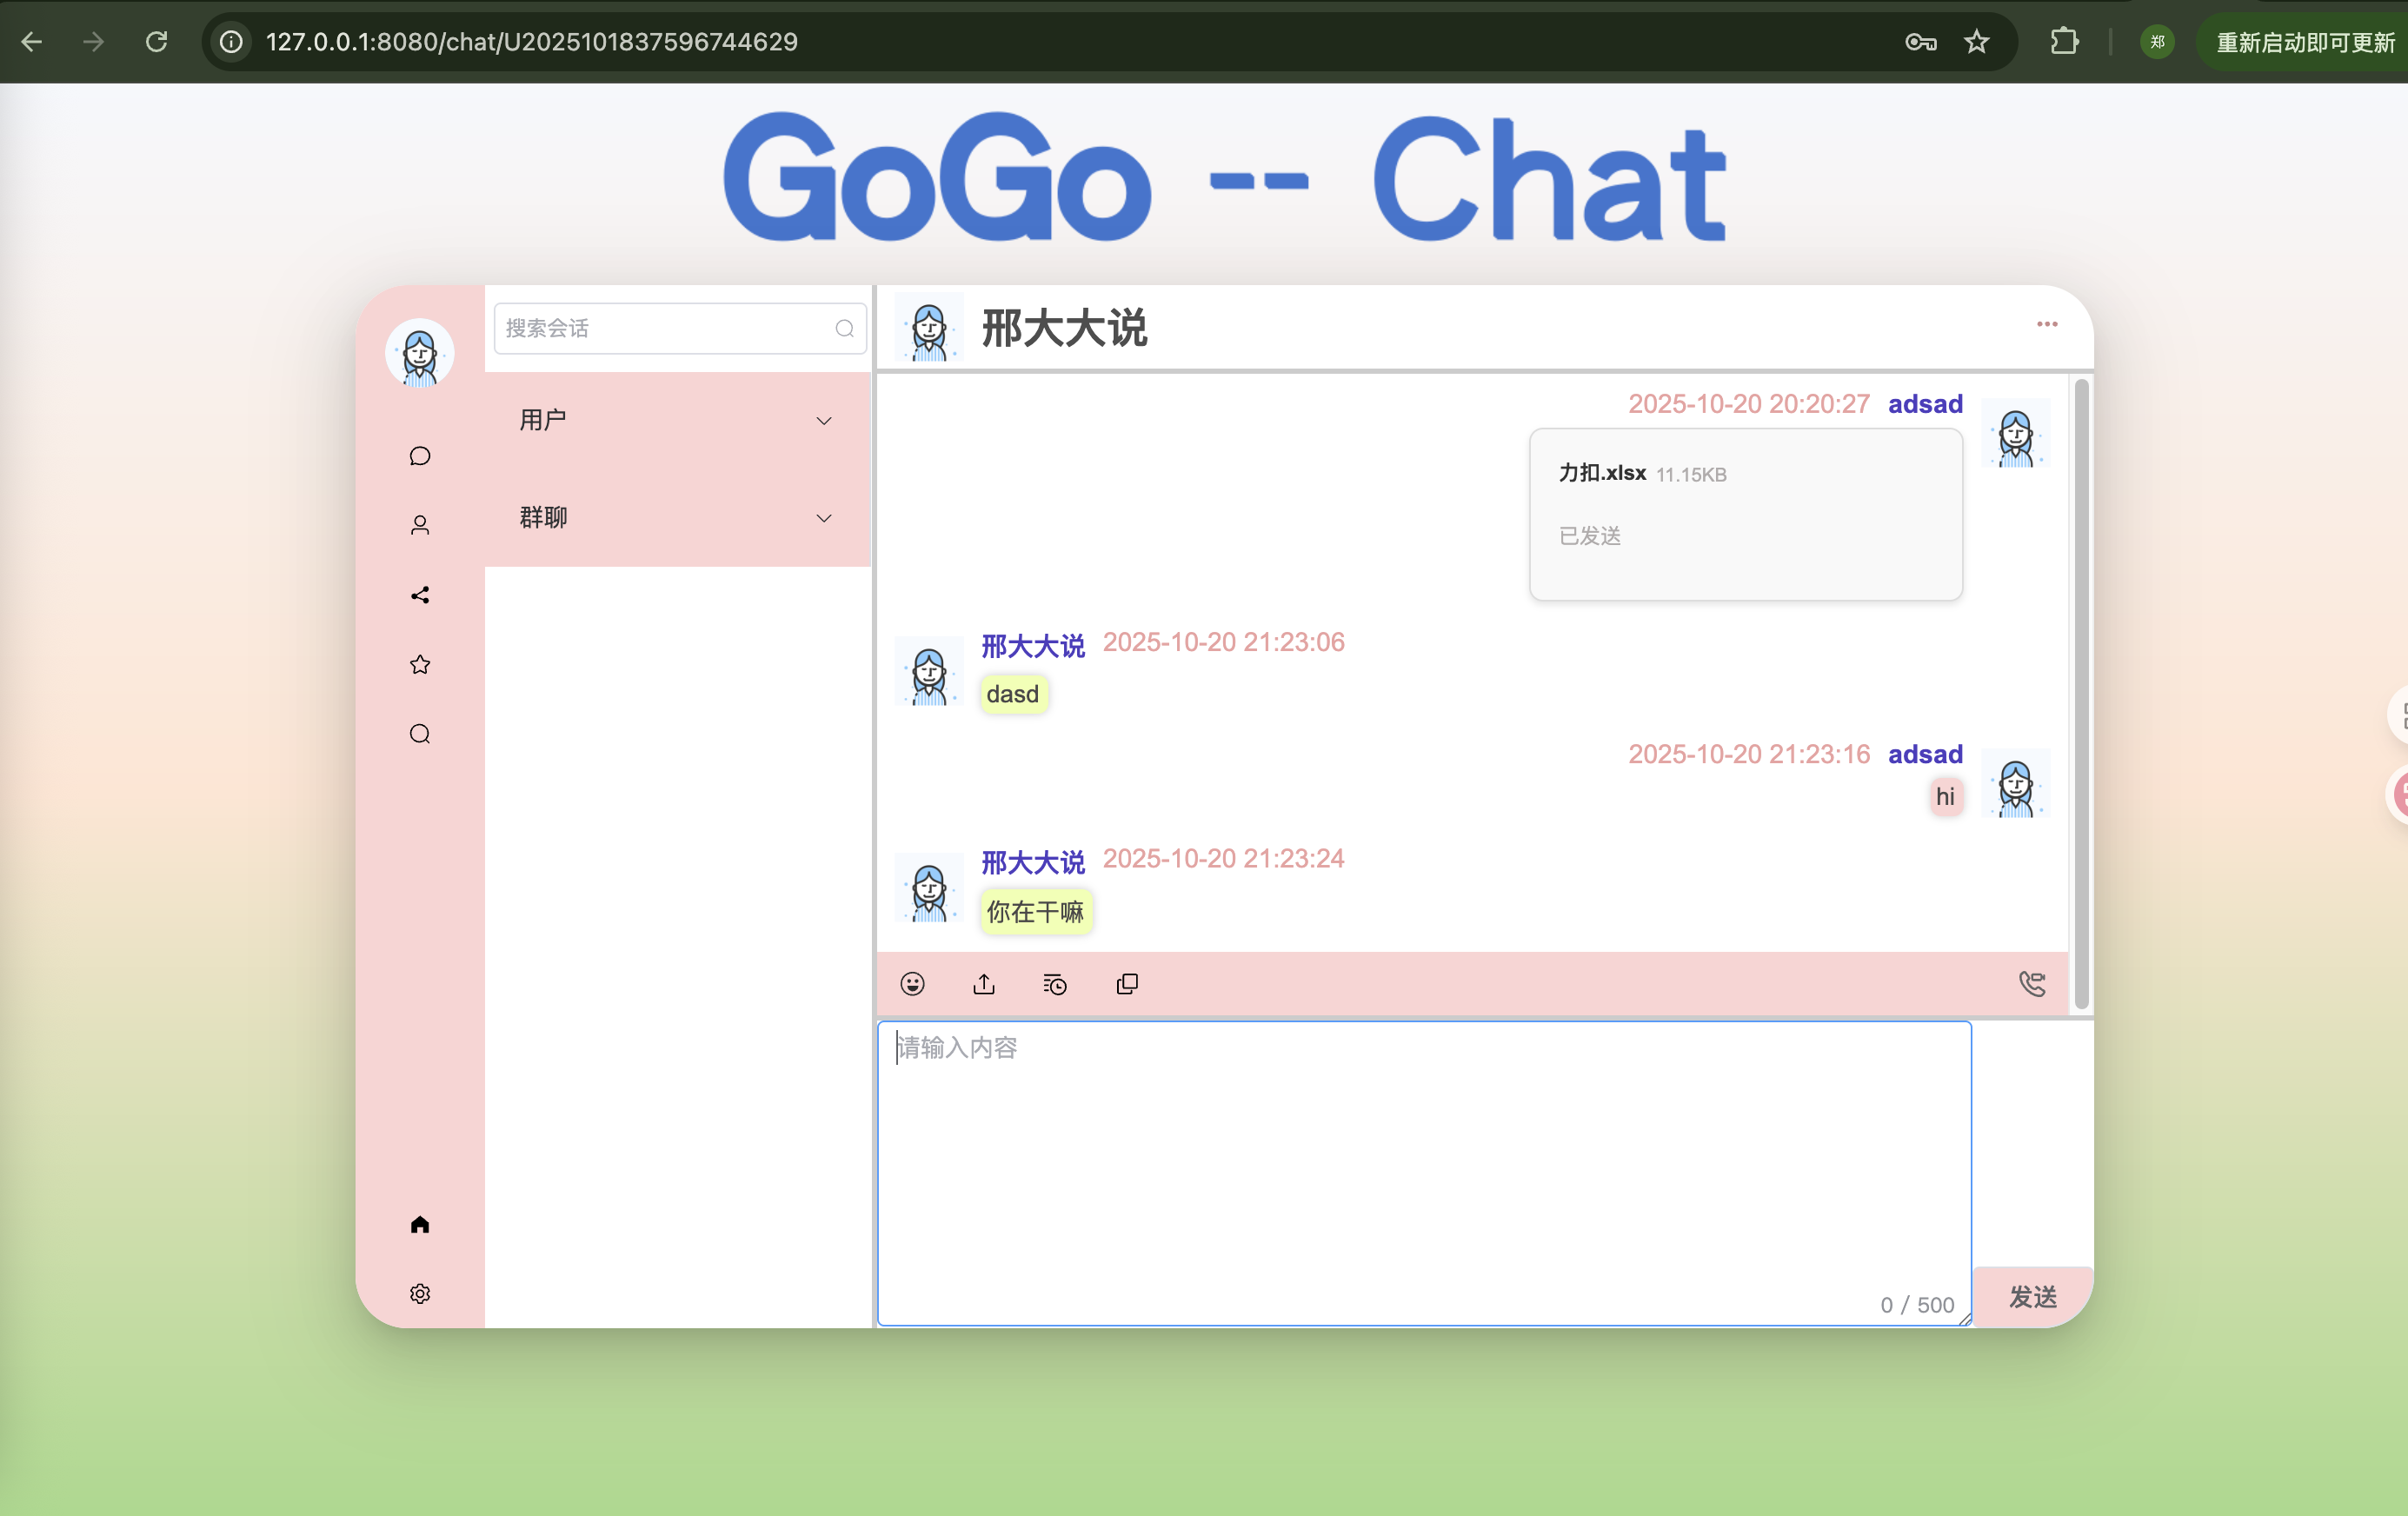 127.0.0.1:8080/chat/U2025101837596744629
郑
重新启动即可更新
GoGo -- Chat
搜索会话
用户
群聊
邢大大说
2025-10-20 20:20:27 adsad
力扣.xlsx 11.15KB
已发送
邢大大说 2025-10-20 21:23:06
dasd
2025-10-20 21:23:16 adsad
hi
邢大大说 2025-10-20 21:23:24
你在干嘛
请输入内容
0 / 500
发送